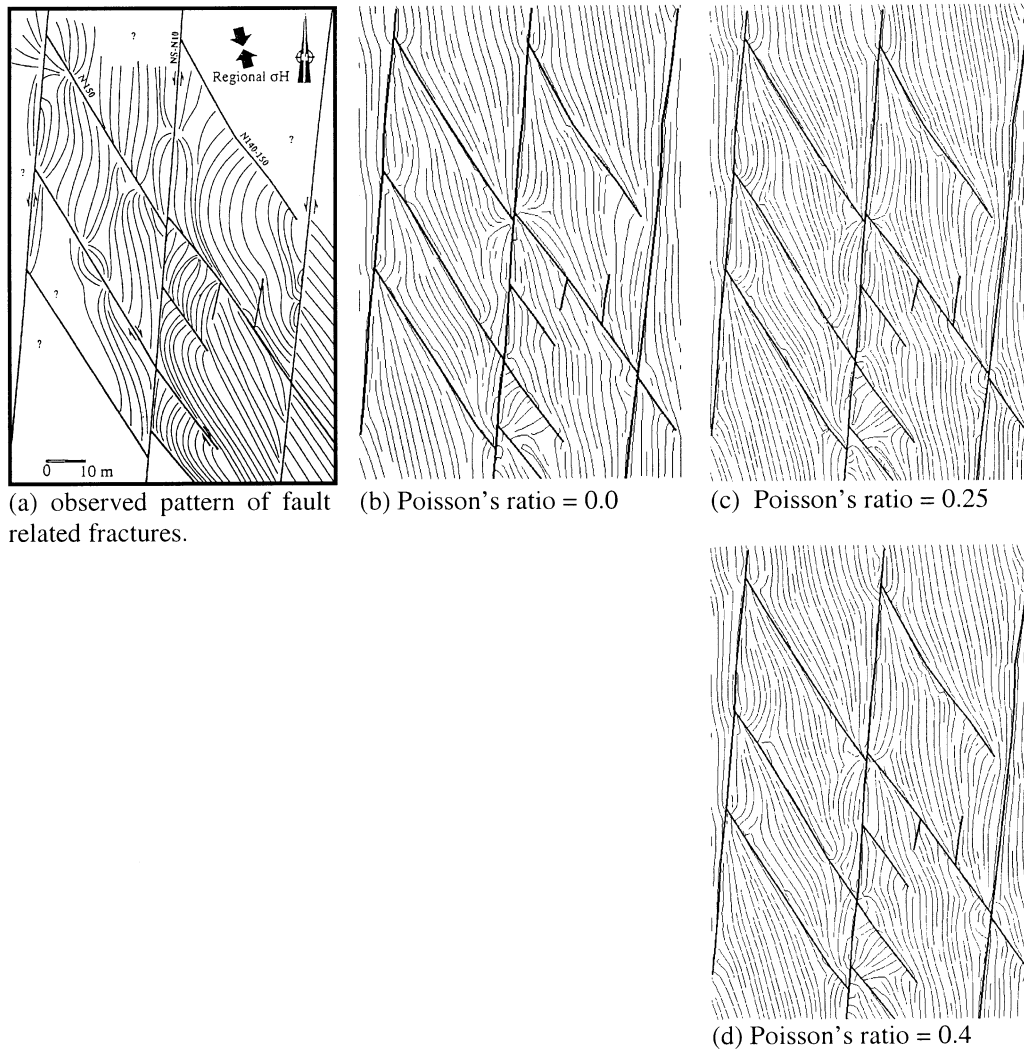 ?
NS-N10
Regional σH
N150
N140-150
?
?
?
?
0 10 m
(a) observed pattern of fault
related fractures.
(b) Poisson's ratio = 0.0
(c) Poisson's ratio = 0.25
(d) Poisson's ratio = 0.4